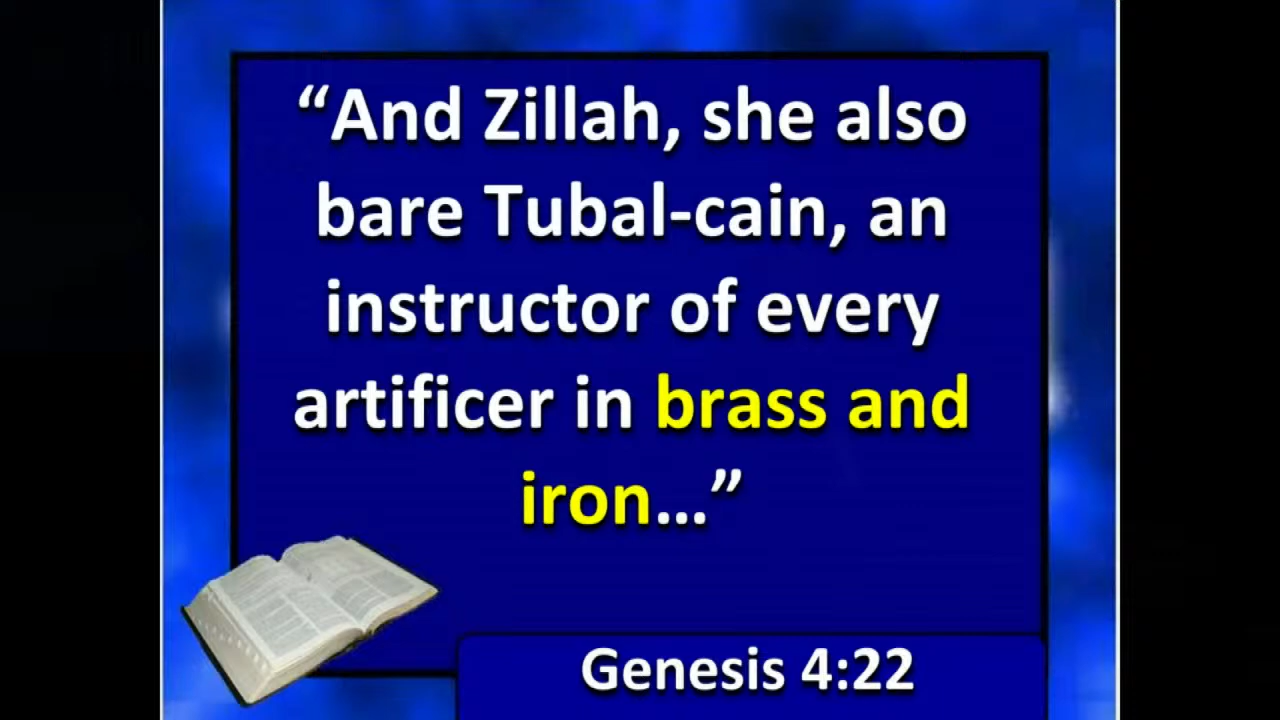 “And Zillah, she also
bare Tubal-cain, an
instructor of every
artificer in brass and
iron…”
Genesis 4:22